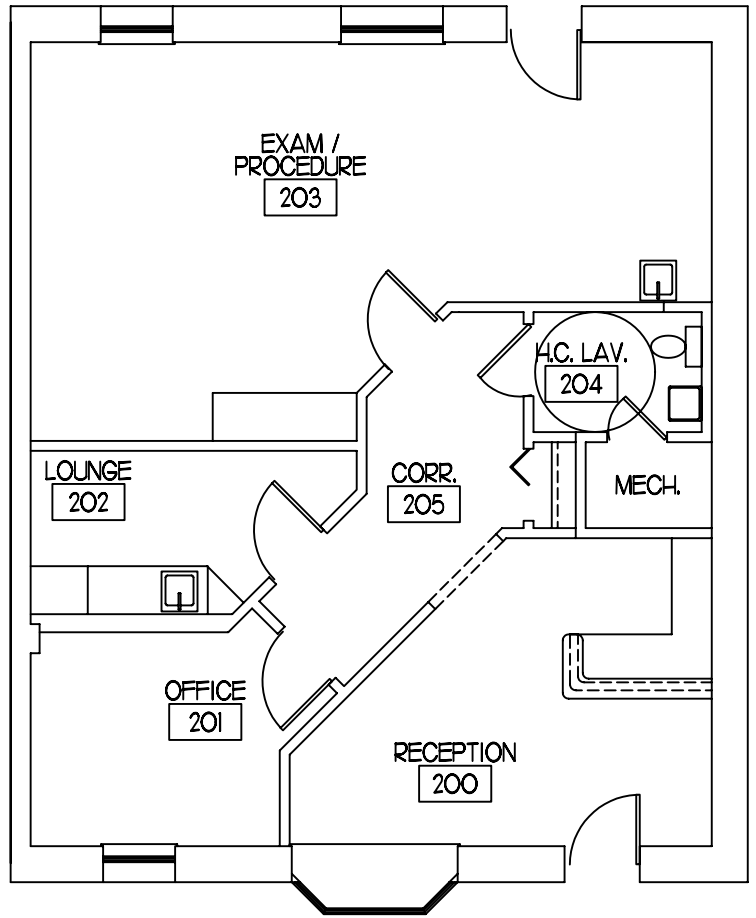 EXAM /
PROCEDURE
203
H.C. LAV.
204
LOUNGE
202
CORR.
205
MECH.
OFFICE
201
RECEPTION
200